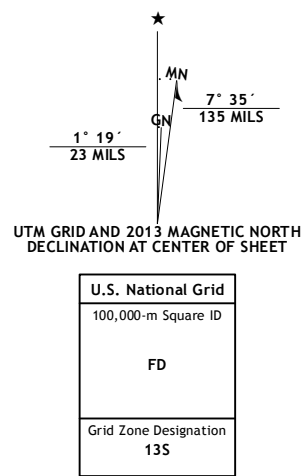 ★
MN
7° 35´
135 MILS
GN
1° 19´
23 MILS
UTM GRID AND 2013 MAGNETIC NORTH
DECLINATION AT CENTER OF SHEET
U.S. National Grid
100,000-m Square ID
FD
Grid Zone Designation
13S